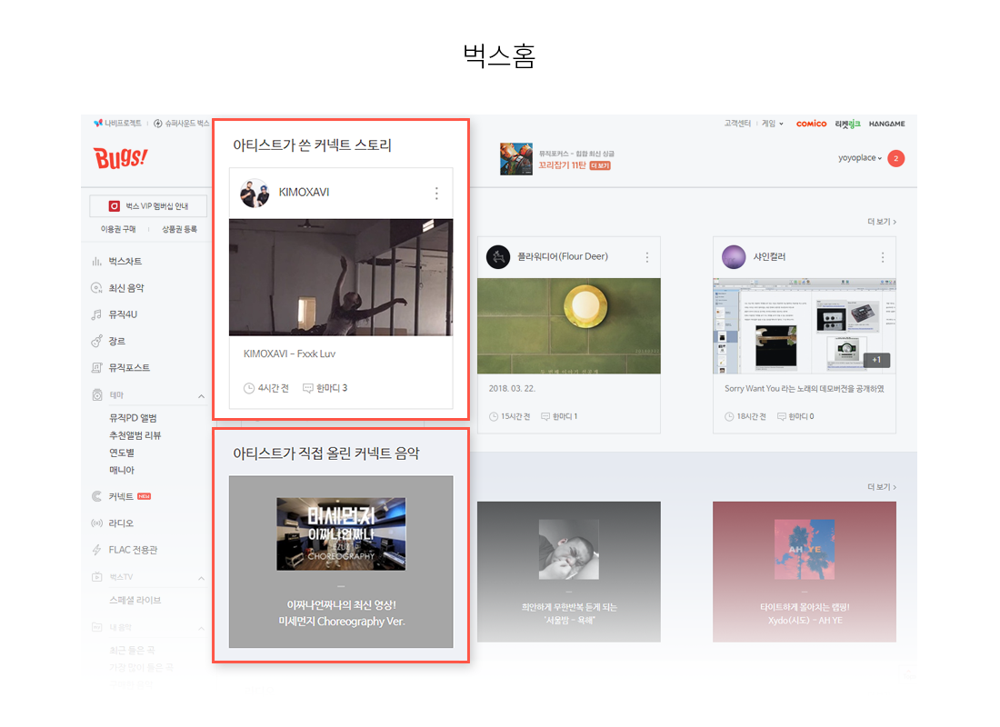 벅스홈
나비프로젝트
슈퍼사운드 벅스
고객센터
게임
COMICO
티켓링크
HANGAME
Bugs!
뮤직포커스 - 힙합 최신 싱글
꼬리잡기 11탄 더 보기
yoyoplace
2
벅스 VIP 멤버십 안내
이용권 구매
상품권 등록
벅스차트
최신 음악
뮤직4U
장르
뮤직포스트
테마
뮤직PD 앨범
추천앨범 리뷰
연도별
매니아
커넥트 NEW
라디오
FLAC 전용관
벅스TV
스페셜 라이브
내 음악
최근 들은 곡
가장 많이 들은 곡
아티스트가 쓴 커넥트 스토리
더 보기
KIMOXAVI
KIMOXAVI - Fxxk Luv
4시간 전
한마디 3
플라워디어(Flour Deer)
두 번째 이야기 선공개
2018. 03. 22.
15시간 전
한마디 1
샤인컬러
+1
Sorry Want You 라는 노래의 데모버전을 공개하였
18시간 전
한마디 0
아티스트가 직접 올린 커넥트 음악
더 보기
미세먼지
이짜나언짜나
CHOREOGRAPHY
이짜나언짜나의 최신 영상!
미세먼지 Choreography Ver.
희안하게 무한반복 듣게 되는
"서울밤 - 욕해"
AH YE
타이트하게 몰아치는 랩핑!
Xydo(시도) - AH YE